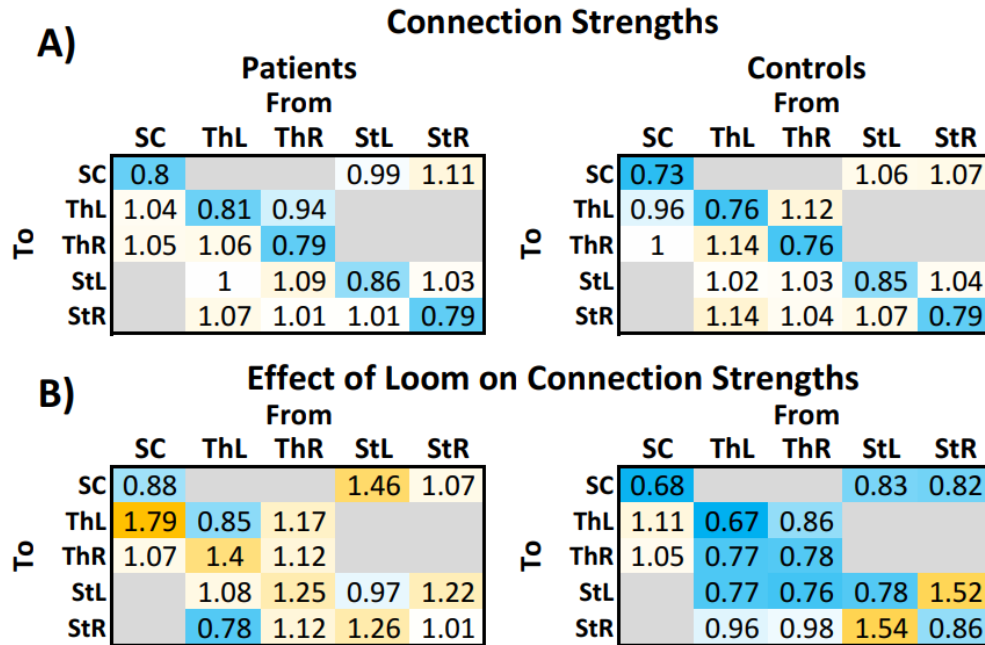 A) Connection Strengths
Patients Controls
From From
SC ThL ThR StL StR SC ThL ThR StL StR
SC 0.8 0.99 1.11 SC 0.73 1.06 1.07
ThL 1.04 0.81 0.94 ThL 0.96 0.76 1.12
To ThR 1.05 1.06 0.79 To ThR 1 1.14 0.76
StL 1 1.09 0.86 1.03 StL 1.02 1.03 0.85 1.04
StR 1.07 1.01 1.01 0.79 StR 1.14 1.04 1.07 0.79
B) Effect of Loom on Connection Strengths
From From
SC ThL ThR StL StR SC ThL ThR StL StR
SC 0.88 1.46 1.07 SC 0.68 0.83 0.82
ThL 1.79 0.85 1.17 ThL 1.11 0.67 0.86
To ThR 1.07 1.4 1.12 To ThR 1.05 0.77 0.78
StL 1.08 1.25 0.97 1.22 StL 0.77 0.76 0.78 1.52
StR 0.78 1.12 1.26 1.01 StR 0.96 0.98 1.54 0.86